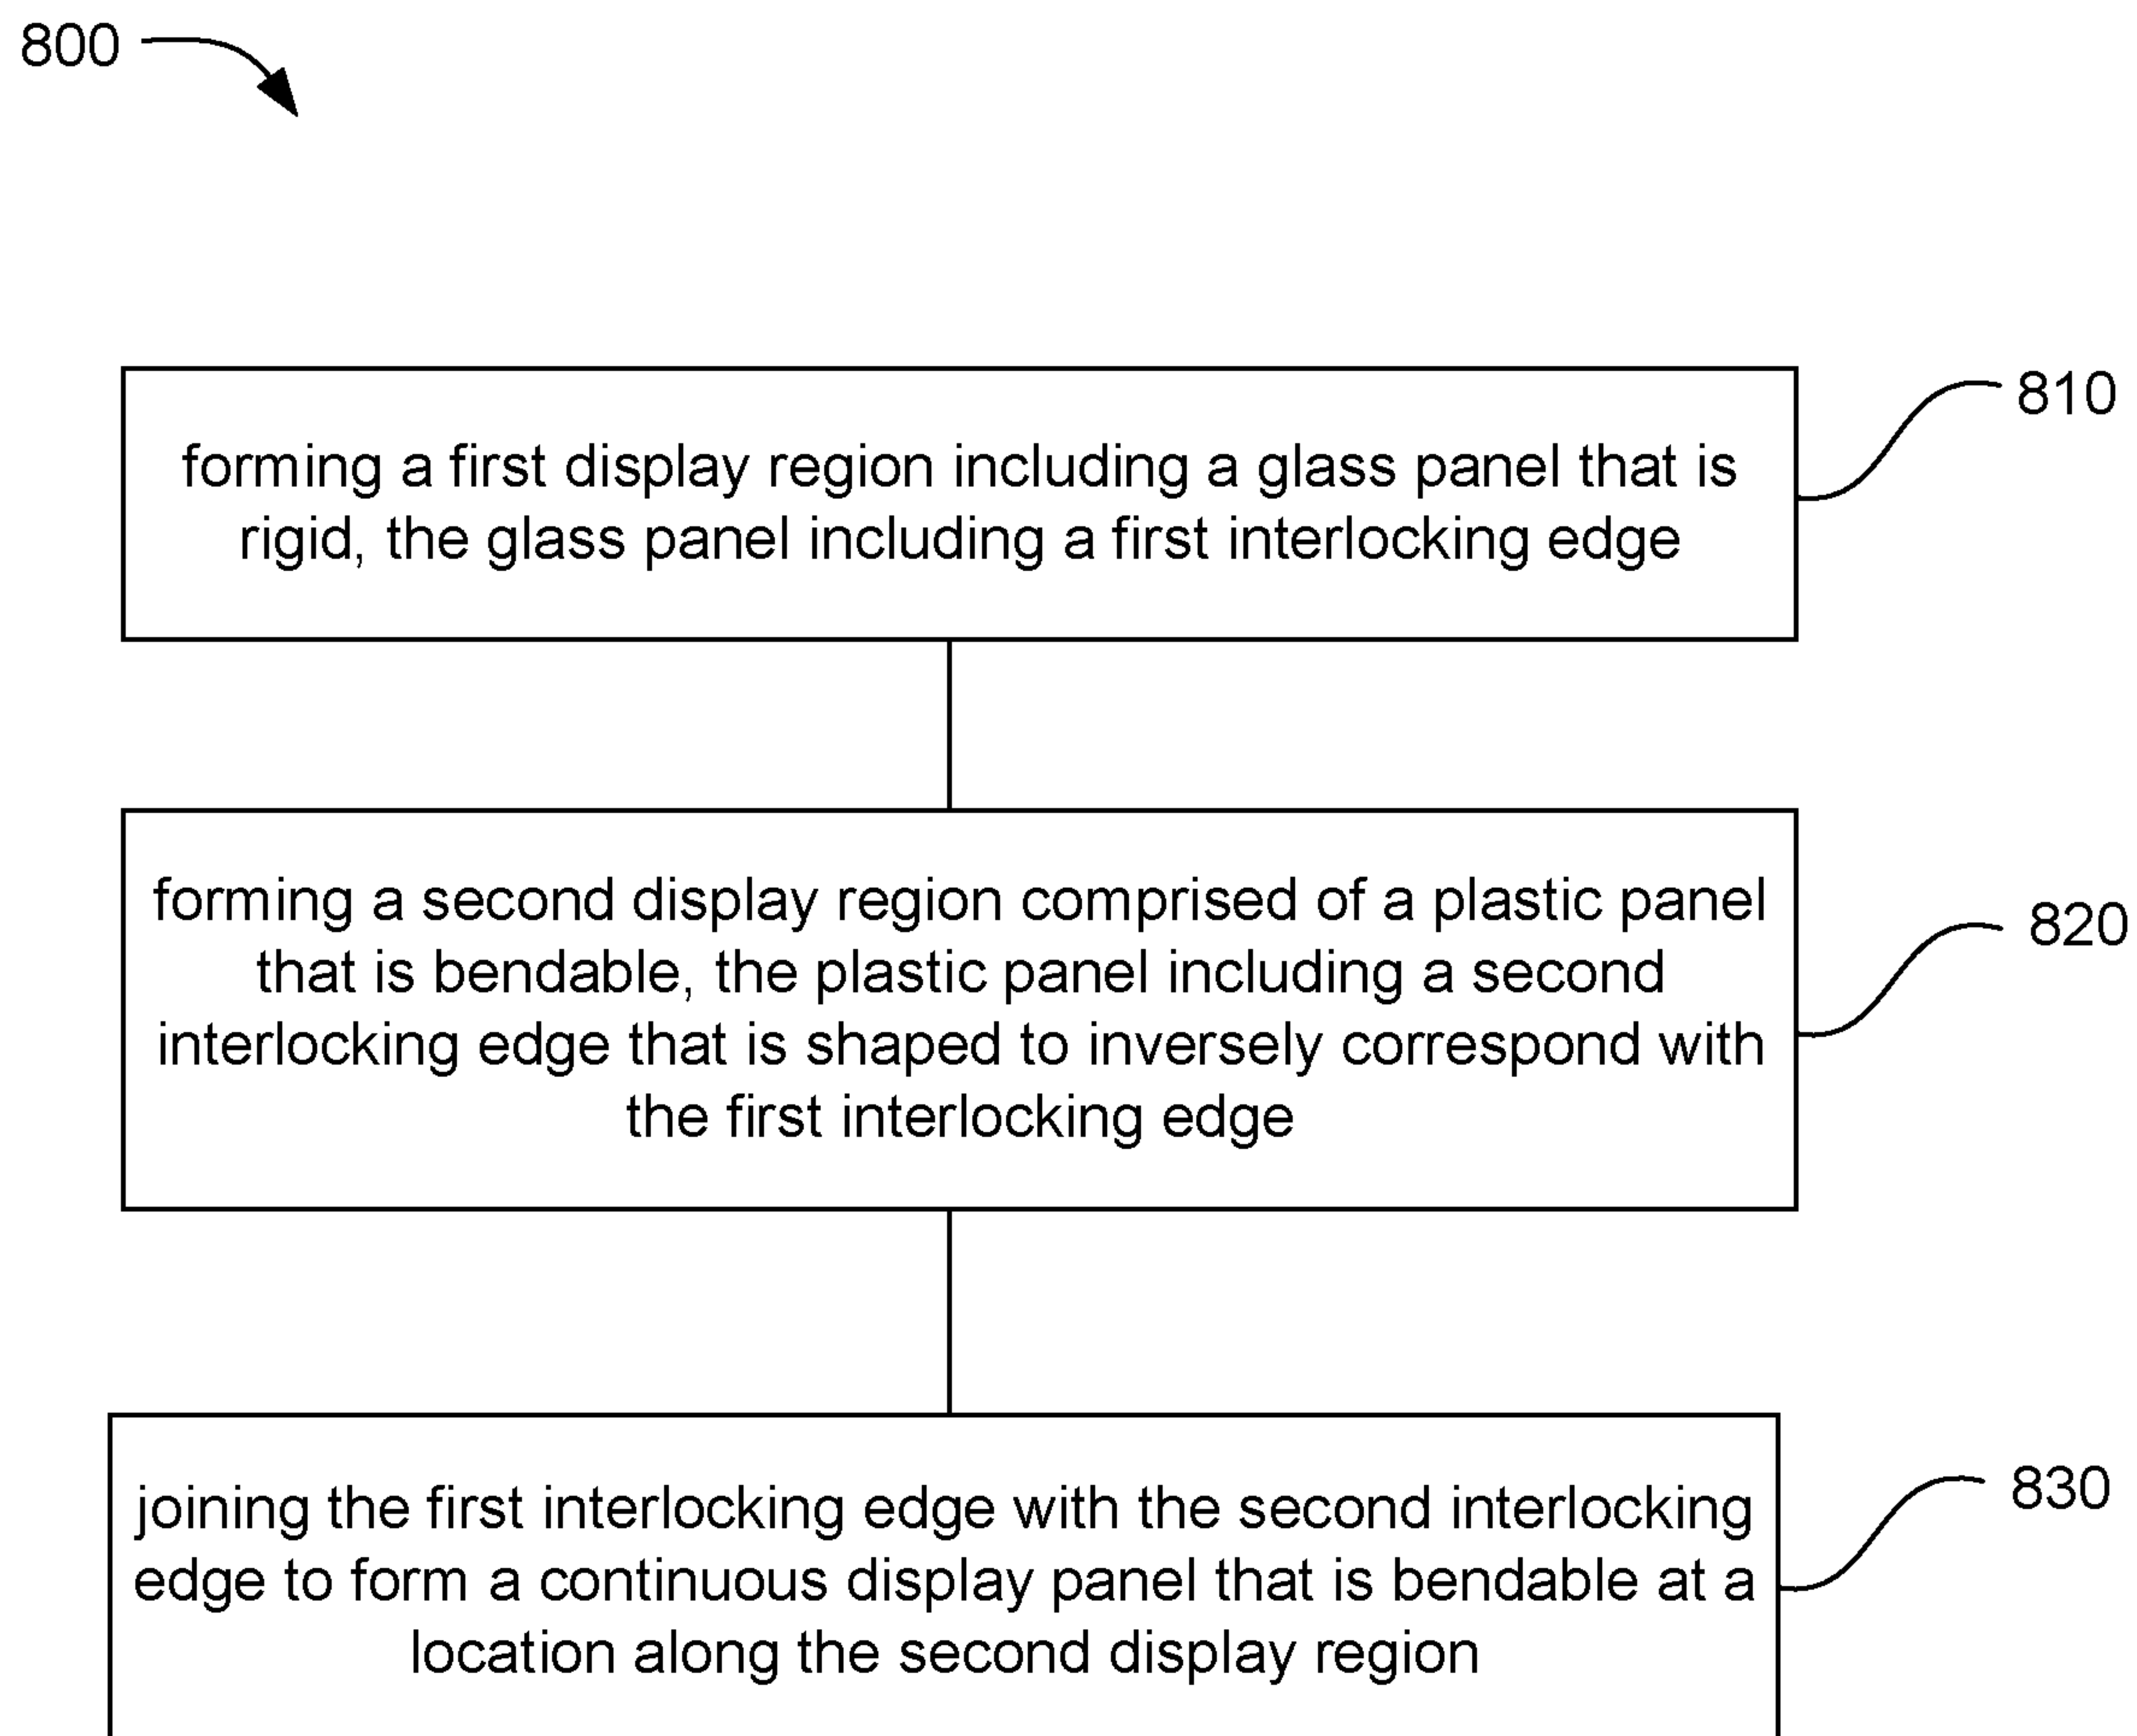 800
810
forming a first display region including a glass panel that is
rigid, the glass panel including a first interlocking edge
820
forming a second display region comprised of a plastic panel
that is bendable, the plastic panel including a second
interlocking edge that is shaped to inversely correspond with
the first interlocking edge
830
joining the first interlocking edge with the second interlocking
edge to form a continuous display panel that is bendable at a
location along the second display region